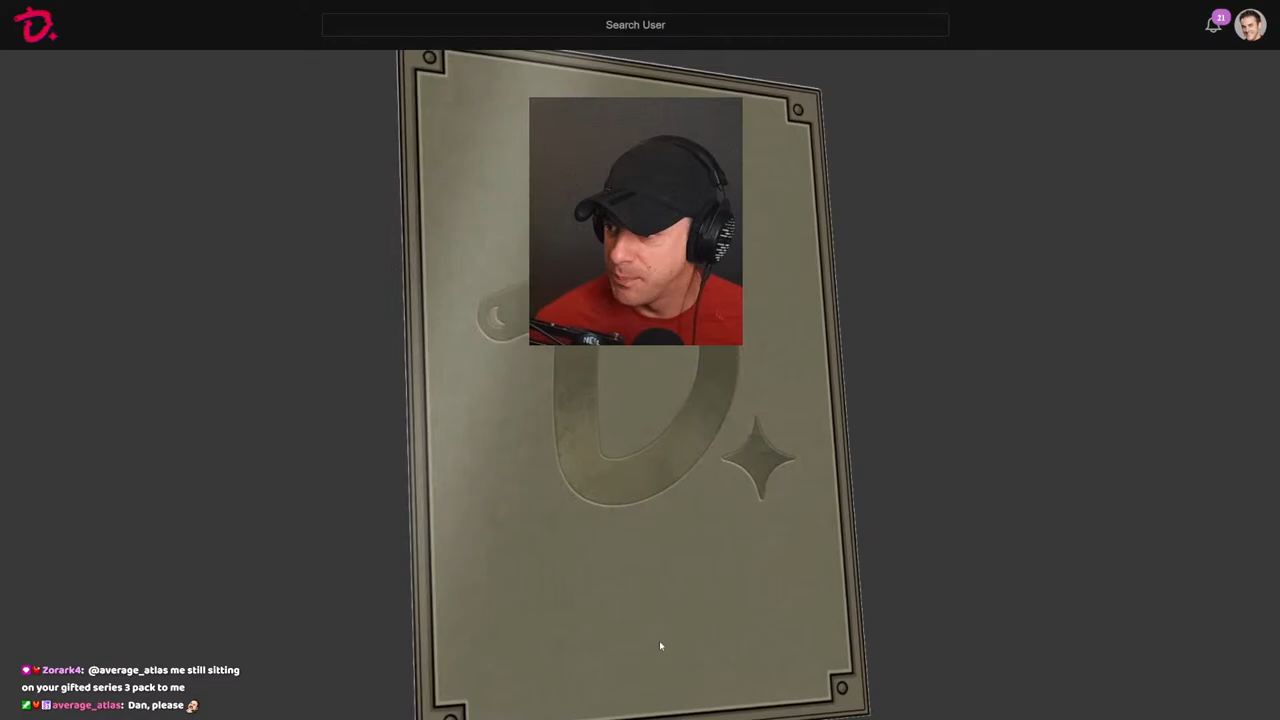 Search User
21
Zorark4: @average_atlas me still sitting
on your gifted series 3 pack to me
average_atlas: Dan, please